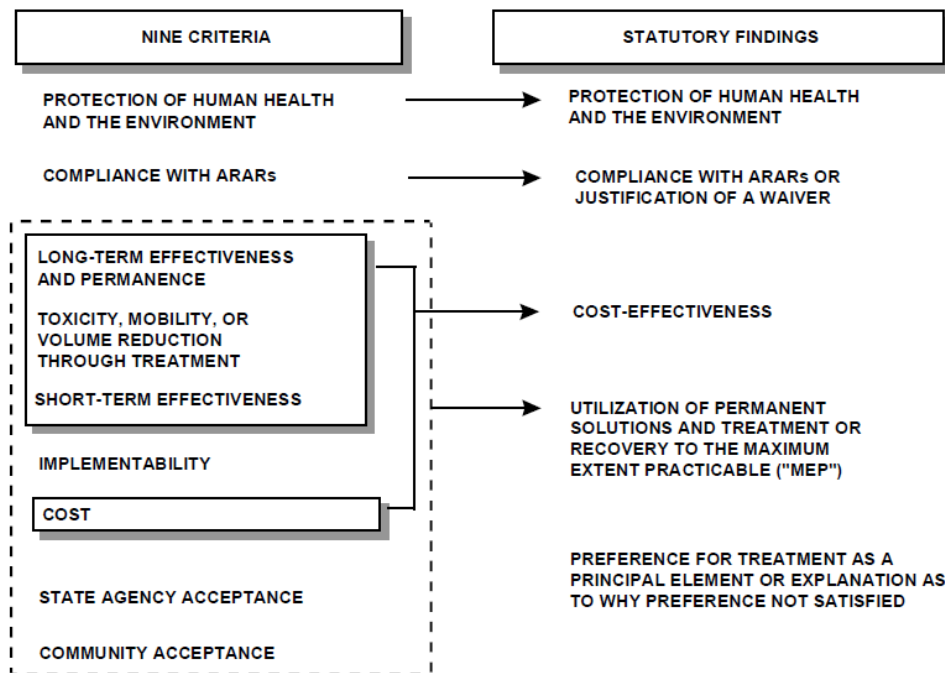 NINE CRITERIA
STATUTORY FINDINGS
PROTECTION OF HUMAN HEALTH
AND THE ENVIRONMENT
PROTECTION OF HUMAN HEALTH
AND THE ENVIRONMENT
COMPLIANCE WITH ARARs
COMPLIANCE WITH ARARs OR
JUSTIFICATION OF A WAIVER
LONG-TERM EFFECTIVENESS
AND PERMANENCE
TOXICITY, MOBILITY, OR
VOLUME REDUCTION
THROUGH TREATMENT
SHORT-TERM EFFECTIVENESS
COST-EFFECTIVENESS
IMPLEMENTABILITY
COST
UTILIZATION OF PERMANENT
SOLUTIONS AND TREATMENT OR
RECOVERY TO THE MAXIMUM
EXTENT PRACTICABLE ("MEP")
STATE AGENCY ACCEPTANCE
COMMUNITY ACCEPTANCE
PREFERENCE FOR TREATMENT AS A
PRINCIPAL ELEMENT OR EXPLANATION AS
TO WHY PREFERENCE NOT SATISFIED